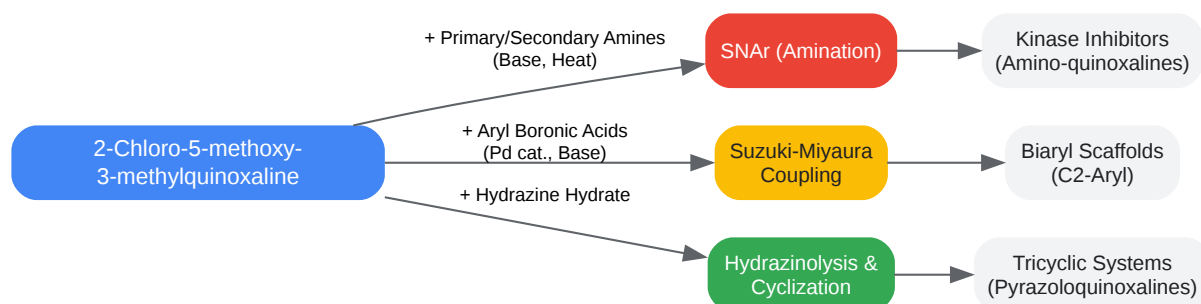 + Primary/Secondary Amines
(Base, Heat)
SNAr (Amination)
Kinase Inhibitors
(Amino-quinoxalines)
2-Chloro-5-methoxy-
3-methylquinoxaline
+ Aryl Boronic Acids
(Pd cat., Base)
Suzuki-Miyaura
Coupling
Biaryl Scaffolds
(C2-Aryl)
+ Hydrazine Hydrate
Hydrazinolysis &
Cyclization
Tricyclic Systems
(Pyrazoloquinoxalines)